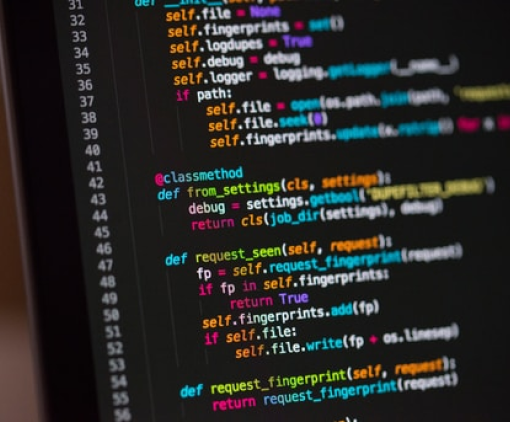 31 def __init__(self,
32 self.file = None
33 self.fingerprints = set()
34 self.logdupes = True
35 self.debug = debug
36 self.logger = logging.getLogger(__name__)
37 if path:
38 self.file = open(os.path.join(path,
39 self.file.seek(0)
40 self.fingerprints.update(
41
42 @classmethod
43 def from_settings(cls, settings):
44 debug = settings.getbool("DUPEFILTER_DEBUG")
45 return cls(job_dir(settings), debug)
46
47 def request_seen(self, request):
48 fp = self.request_fingerprint(request)
49 if fp in self.fingerprints:
50 return True
51 self.fingerprints.add(fp)
52 if self.file:
53 self.file.write(fp + os.linesep)
54
55 def request_fingerprint(self, request):
56 return request_fingerprint(request)